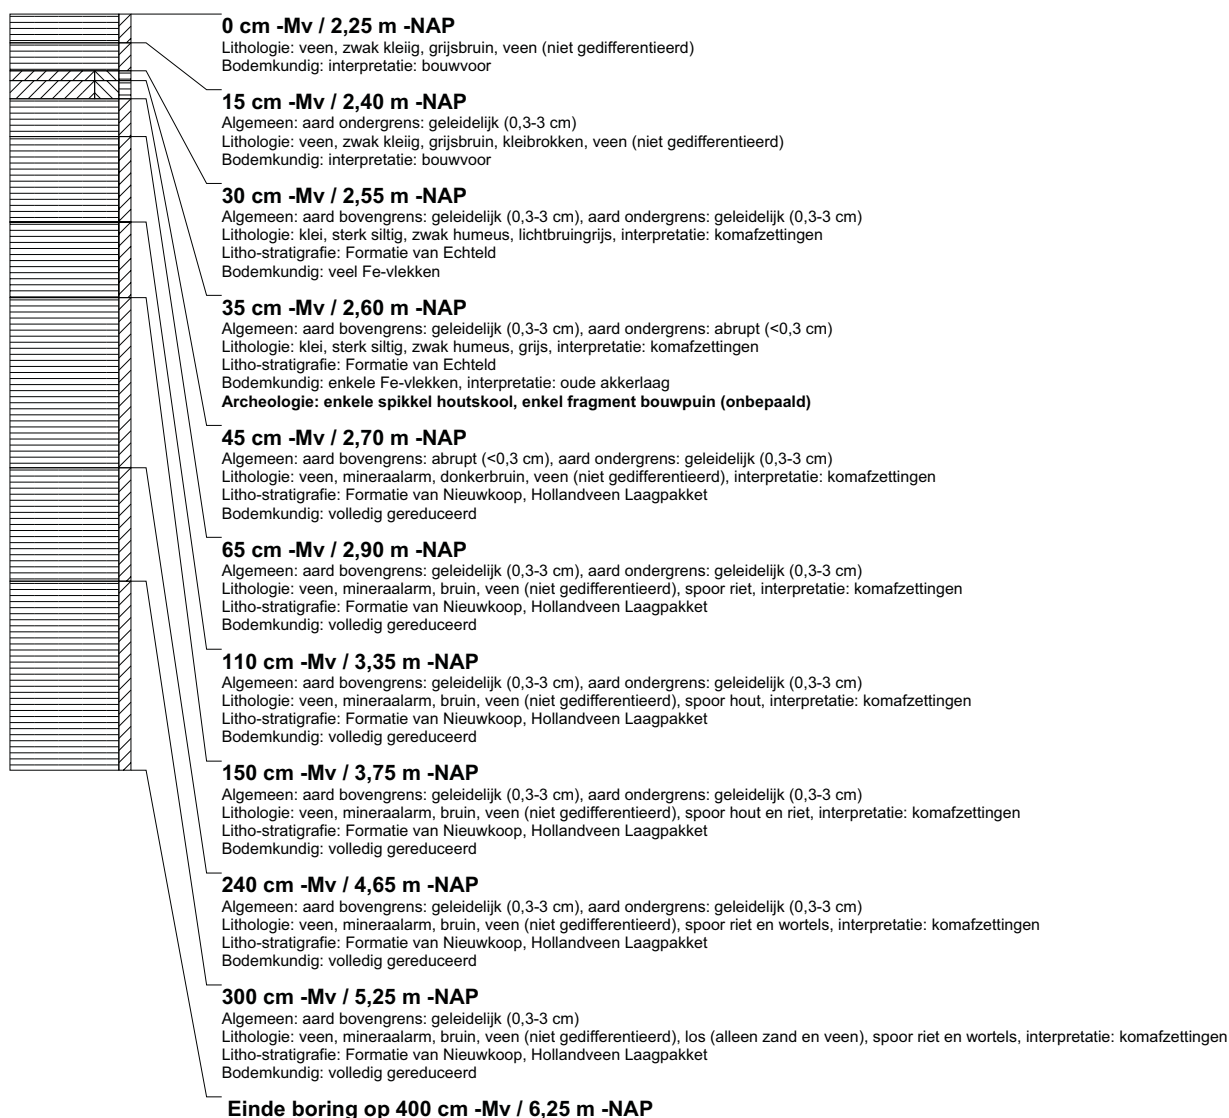 0 cm -Mv / 2,25 m -NAP
Lithologie: veen, zwak kleiig, grijsbruin, veen (niet gedifferentieerd)
Bodemkundig: interpretatie: bouwvoor
15 cm -Mv / 2,40 m -NAP
Algemeen: aard ondergrens: geleidelijk (0,3-3 cm)
Lithologie: veen, zwak kleiig, grijsbruin, kleibrokken, veen (niet gedifferentieerd)
Bodemkundig: interpretatie: bouwvoor
30 cm -Mv / 2,55 m -NAP
Algemeen: aard bovengrens: geleidelijk (0,3-3 cm), aard ondergrens: geleidelijk (0,3-3 cm)
Lithologie: klei, sterk siltig, zwak humeus, lichtbruingrijs, interpretatie: komafzettingen
Litho-stratigrafie: Formatie van Echteld
Bodemkundig: veel Fe-vlekken
35 cm -Mv / 2,60 m -NAP
Algemeen: aard bovengrens: geleidelijk (0,3-3 cm), aard ondergrens: abrupt (<0,3 cm)
Lithologie: klei, sterk siltig, zwak humeus, grijs, interpretatie: komafzettingen
Litho-stratigrafie: Formatie van Echteld
Bodemkundig: enkele Fe-vlekken, interpretatie: oude akkerlaag
Archeologie: enkele spikkel houtskool, enkel fragment bouwpuin (onbepaald)
45 cm -Mv / 2,70 m -NAP
Algemeen: aard bovengrens: abrupt (<0,3 cm), aard ondergrens: geleidelijk (0,3-3 cm)
Lithologie: veen, mineraalarm, donkerbruin, veen (niet gedifferentieerd), interpretatie: komafzettingen
Litho-stratigrafie: Formatie van Nieuwkoop, Hollandveen Laagpakket
Bodemkundig: volledig gereduceerd
65 cm -Mv / 2,90 m -NAP
Algemeen: aard bovengrens: geleidelijk (0,3-3 cm), aard ondergrens: geleidelijk (0,3-3 cm)
Lithologie: veen, mineraalarm, bruin, veen (niet gedifferentieerd), spoor riet, interpretatie: komafzettingen
Litho-stratigrafie: Formatie van Nieuwkoop, Hollandveen Laagpakket
Bodemkundig: volledig gereduceerd
110 cm -Mv / 3,35 m -NAP
Algemeen: aard bovengrens: geleidelijk (0,3-3 cm), aard ondergrens: geleidelijk (0,3-3 cm)
Lithologie: veen, mineraalarm, bruin, veen (niet gedifferentieerd), spoor hout, interpretatie: komafzettingen
Litho-stratigrafie: Formatie van Nieuwkoop, Hollandveen Laagpakket
Bodemkundig: volledig gereduceerd
150 cm -Mv / 3,75 m -NAP
Algemeen: aard bovengrens: geleidelijk (0,3-3 cm), aard ondergrens: geleidelijk (0,3-3 cm)
Lithologie: veen, mineraalarm, bruin, veen (niet gedifferentieerd), spoor hout en riet, interpretatie: komafzettingen
Litho-stratigrafie: Formatie van Nieuwkoop, Hollandveen Laagpakket
Bodemkundig: volledig gereduceerd
240 cm -Mv / 4,65 m -NAP
Algemeen: aard bovengrens: geleidelijk (0,3-3 cm), aard ondergrens: geleidelijk (0,3-3 cm)
Lithologie: veen, mineraalarm, bruin, veen (niet gedifferentieerd), spoor riet en wortels, interpretatie: komafzettingen
Litho-stratigrafie: Formatie van Nieuwkoop, Hollandveen Laagpakket
Bodemkundig: volledig gereduceerd
300 cm -Mv / 5,25 m -NAP
Algemeen: aard bovengrens: geleidelijk (0,3-3 cm)
Lithologie: veen, mineraalarm, bruin, veen (niet gedifferentieerd), los (alleen zand en veen), spoor riet en wortels, interpretatie: komafzettingen
Litho-stratigrafie: Formatie van Nieuwkoop, Hollandveen Laagpakket
Bodemkundig: volledig gereduceerd
Einde boring op 400 cm -Mv / 6,25 m -NAP